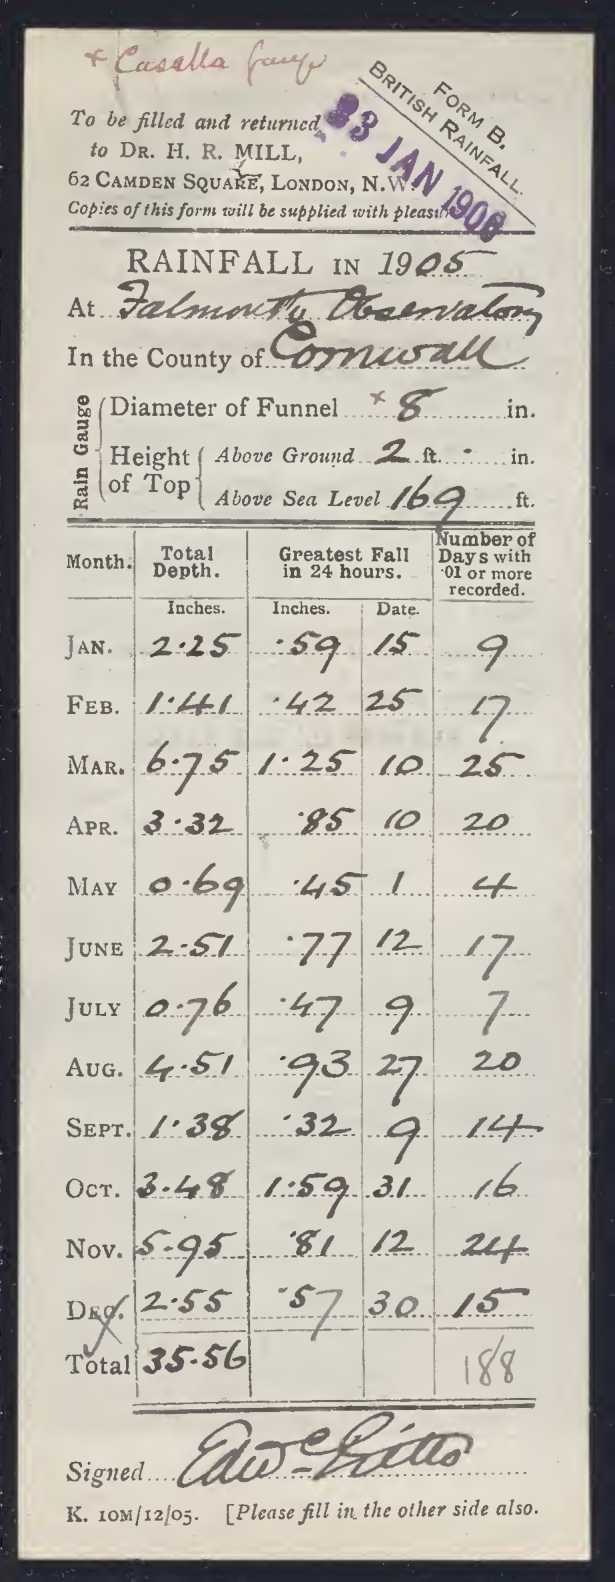 + Casella Gauge
FORM B.
BRITISH RAINFALL.
To be filled and returned
to DR. H. R. MILL,
62 CAMDEN SQUARE, LONDON, N.W.
Copies of this form will be supplied with pleasure
23 JAN 1906
RAINFALL IN 1905
At Falmouth Observatory
In the County of Cornwall
Rain Gauge
Diameter of Funnel + 8 in.
Height of Top
Above Ground 2 ft. · in.
Above Sea Level 169 ft.
Month. Total Depth. Greatest Fall in 24 hours. Number of Days with ·01 or more recorded.
Inches. Inches. Date.
JAN. 2·25 ·59 15 9
FEB. 1·41 ·42 25 17
MAR. 6·75 1·25 10 25
APR. 3·32 ·85 10 20
MAY 0·69 ·45 1 4
JUNE 2·51 ·77 12 17
JULY 0·76 ·47 9 7
AUG. 4·51 ·93 27 20
SEPT. 1·38 ·32 9 14
OCT. 3·48 1·59 31 16
NOV. 5·95 ·81 12 24
DEC. 2·55 ·57 30 15
Total 35·56 188
Signed Edw Kitto
K. 10M/12/05. [Please fill in the other side also.